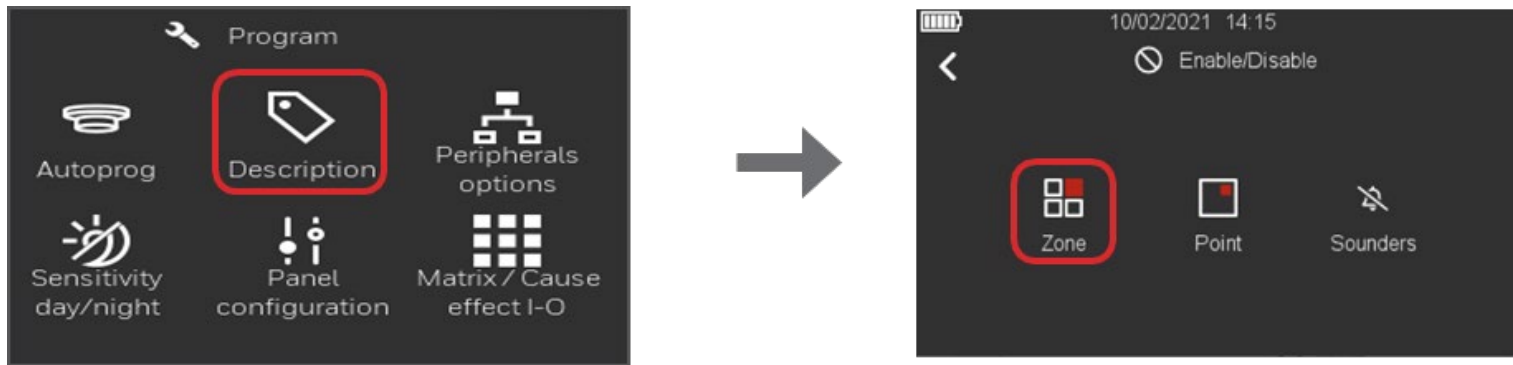 Program
Autoprog
Description
Peripherals
options
Sensitivity
day/night
Panel
configuration
Matrix / Cause
effect I-O
10/02/2021 14:15
Enable/Disable
Zone
Point
Sounders